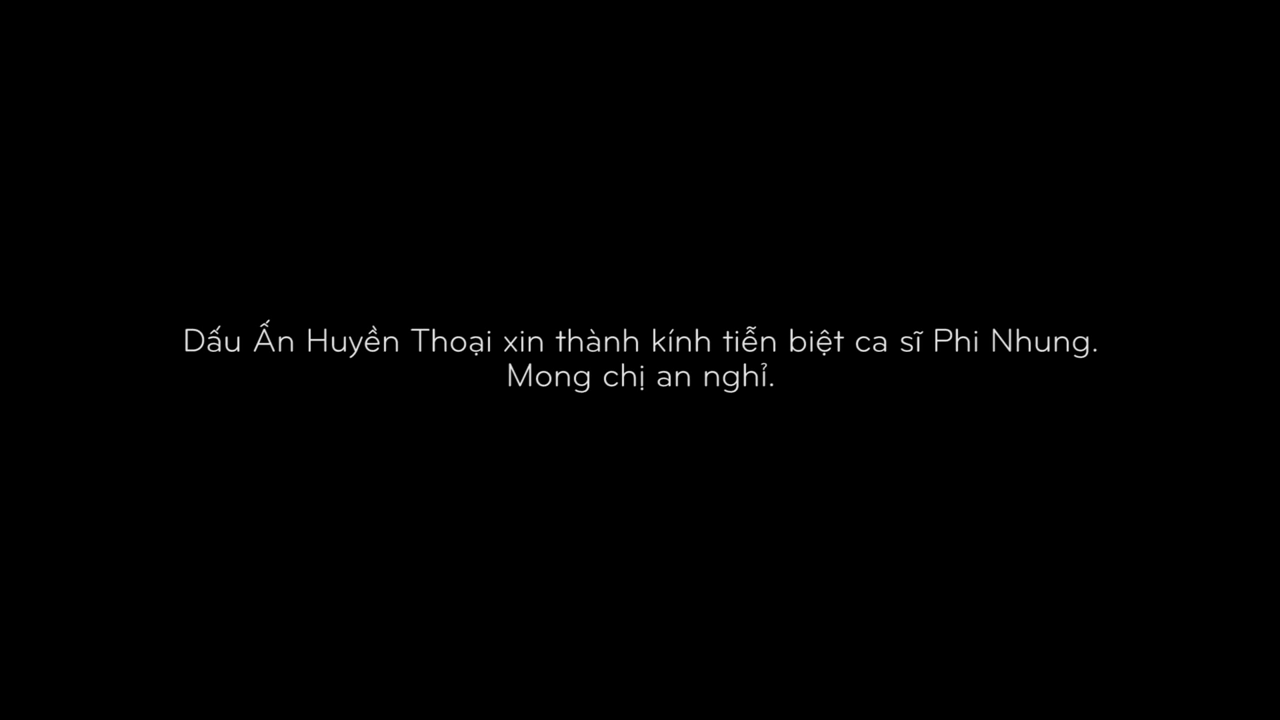 Dấu Ấn Huyền Thoại xin thành kính tiễn biệt ca sĩ Phi Nhung.
Mong chị an nghỉ.